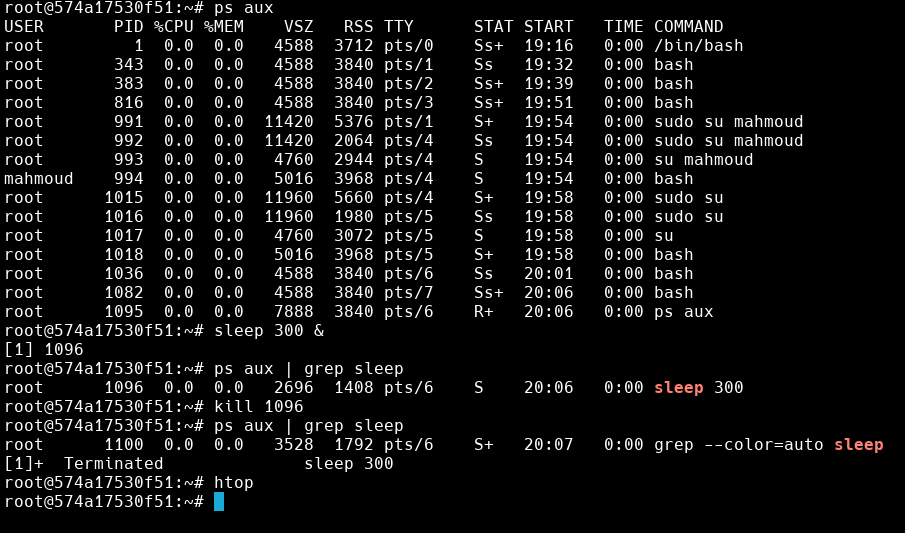 root@574a17530f51:~# ps aux
USER       PID %CPU %MEM    VSZ   RSS TTY      STAT START   TIME COMMAND
root         1  0.0  0.0   4588  3712 pts/0    Ss+  19:16   0:00 /bin/bash
root       343  0.0  0.0   4588  3840 pts/1    Ss   19:32   0:00 bash
root       383  0.0  0.0   4588  3840 pts/2    Ss+  19:39   0:00 bash
root       816  0.0  0.0   4588  3840 pts/3    Ss+  19:51   0:00 bash
root       991  0.0  0.0  11420  5376 pts/1    S+   19:54   0:00 sudo su mahmoud
root       992  0.0  0.0  11420  2064 pts/4    Ss   19:54   0:00 sudo su mahmoud
root       993  0.0  0.0   4760  2944 pts/4    S    19:54   0:00 su mahmoud
mahmoud    994  0.0  0.0   5016  3968 pts/4    S    19:54   0:00 bash
root      1015  0.0  0.0  11960  5660 pts/4    S+   19:58   0:00 sudo su
root      1016  0.0  0.0  11960  1980 pts/5    Ss   19:58   0:00 sudo su
root      1017  0.0  0.0   4760  3072 pts/5    S    19:58   0:00 su
root      1018  0.0  0.0   5016  3968 pts/5    S+   19:58   0:00 bash
root      1036  0.0  0.0   4588  3840 pts/6    Ss   20:01   0:00 bash
root      1082  0.0  0.0   4588  3840 pts/7    Ss+  20:06   0:00 bash
root      1095  0.0  0.0   7888  3840 pts/6    R+   20:06   0:00 ps aux
root@574a17530f51:~# sleep 300 &
[1] 1096
root@574a17530f51:~# ps aux | grep sleep
root      1096  0.0  0.0   2696  1408 pts/6    S    20:06   0:00 sleep 300
root@574a17530f51:~# kill 1096
root@574a17530f51:~# ps aux | grep sleep
root      1100  0.0  0.0   3528  1792 pts/6    S+   20:07   0:00 grep --color=auto sleep
[1]+  Terminated              sleep 300
root@574a17530f51:~# htop
root@574a17530f51:~#